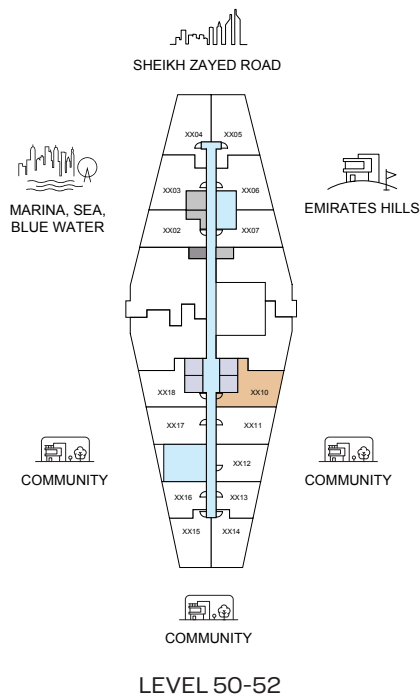 SHEIKH ZAYED ROAD
XX04 XX05
MARINA, SEA,
BLUE WATER
XX03 XX06
EMIRATES HILLS
XX02 XX07
XX18 XX10
XX17 XX11
COMMUNITY
XX12
COMMUNITY
XX16 XX13
XX15 XX14
COMMUNITY
LEVEL 50-52